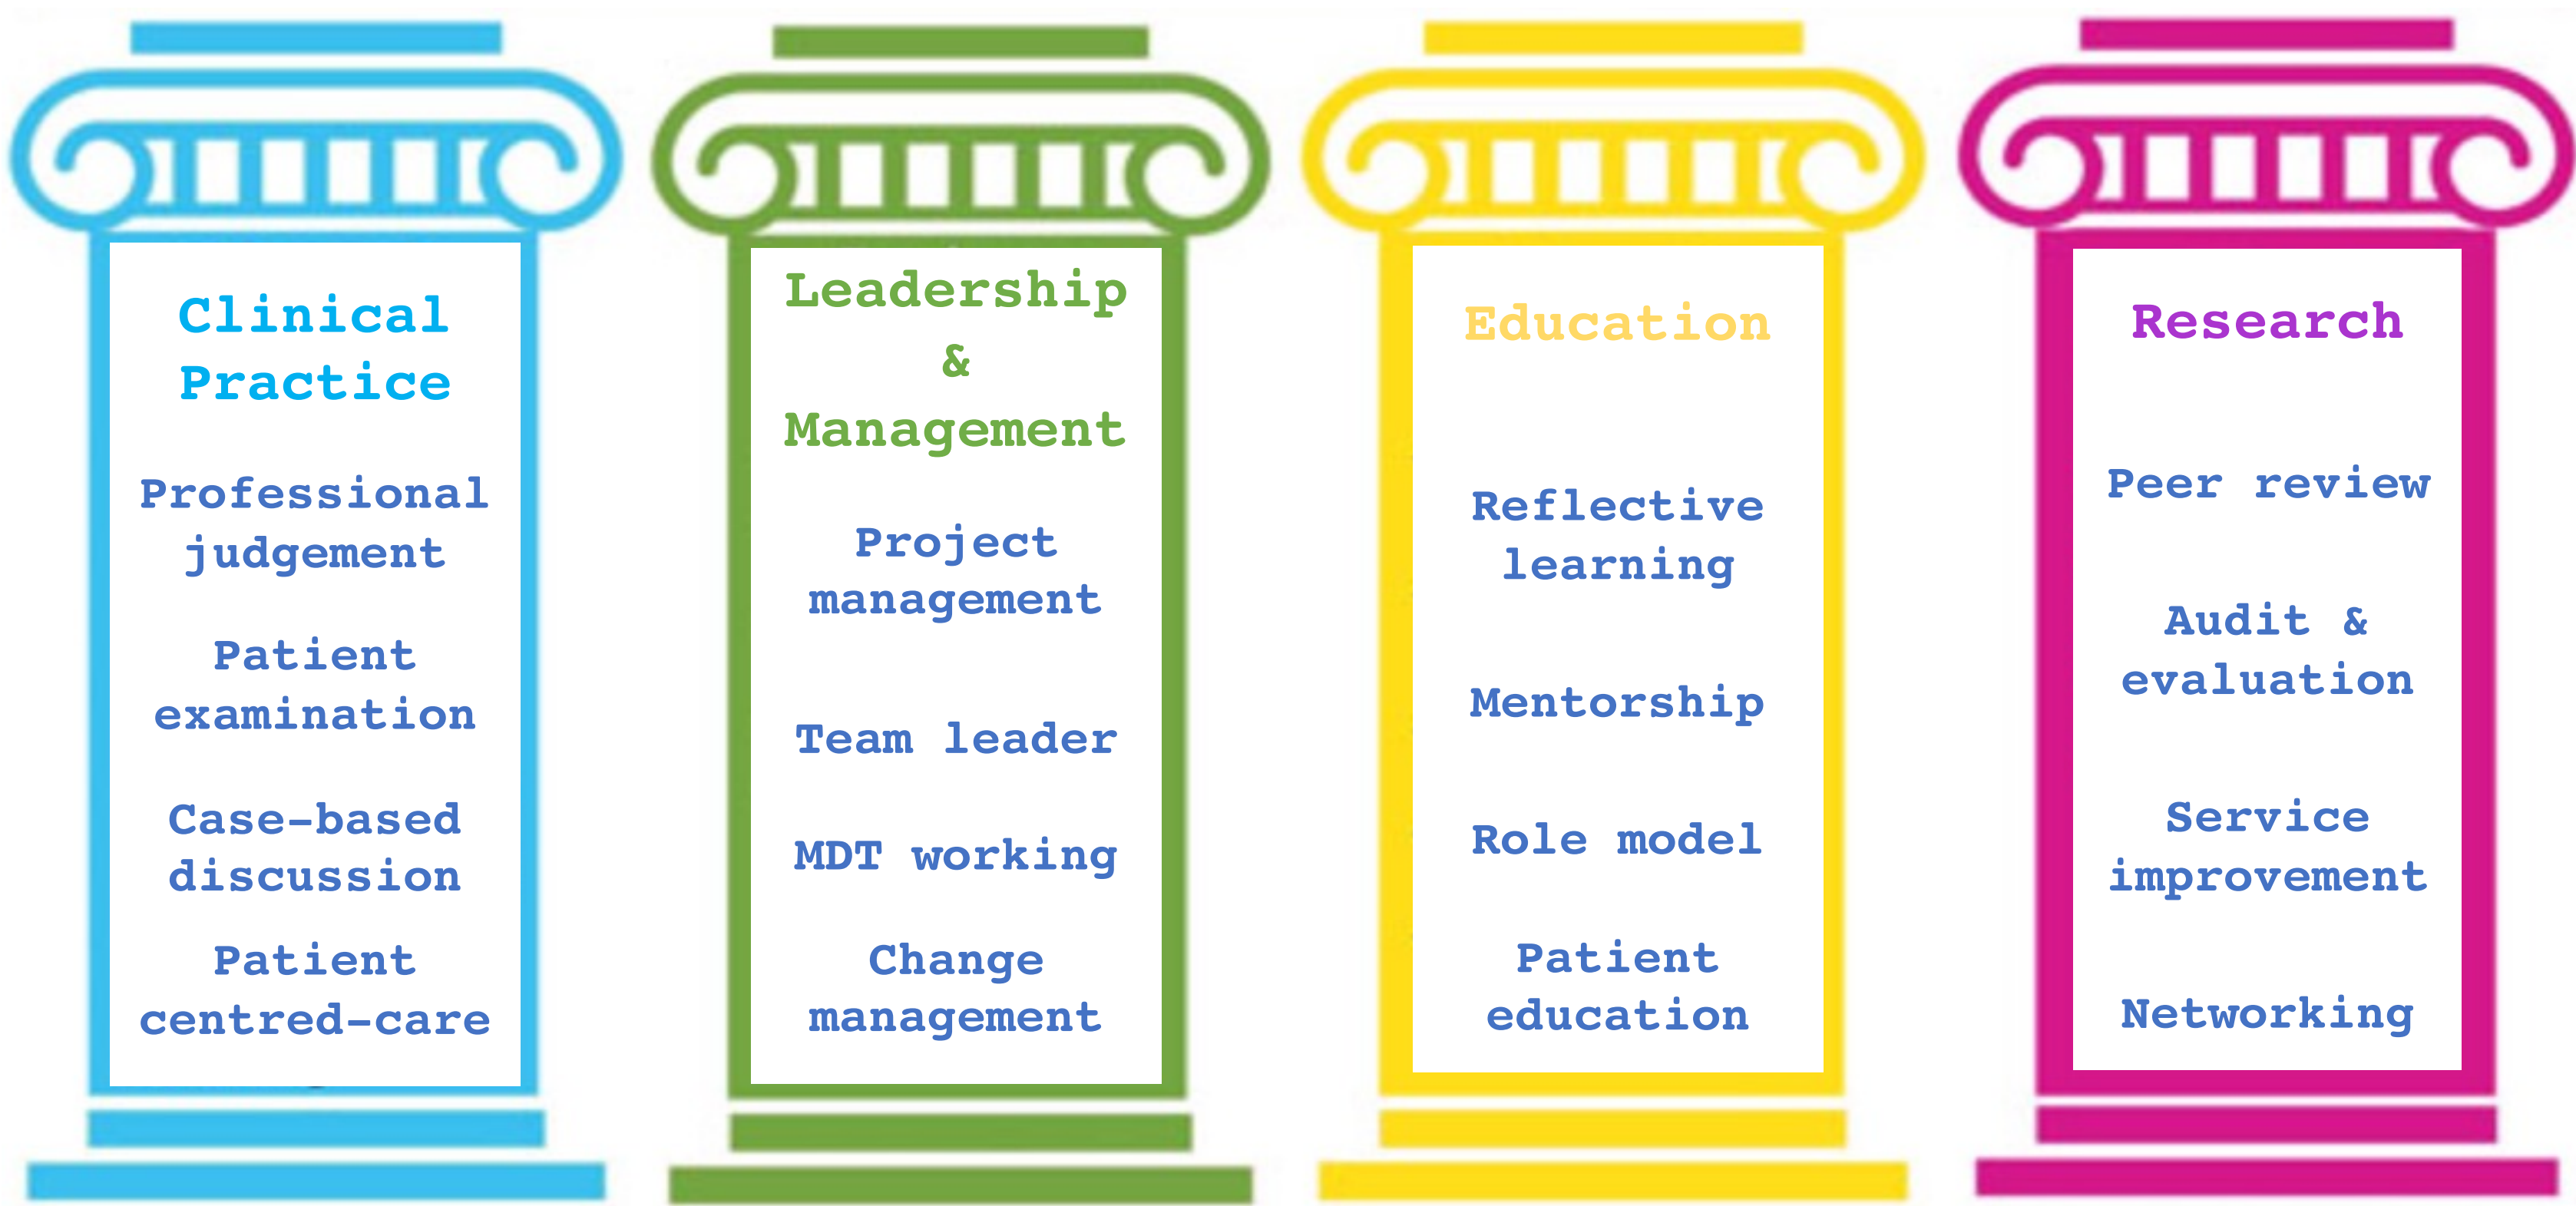 Clinical
Practice
Professional
judgement
Patient
examination
Case-based
discussion
Patient
centred-care
Leadership
&
Management
Project
management
Team leader
MDT working
Change
management
Education
Reflective
learning
Mentorship
Role model
Patient
education
Research
Peer review
Audit &
evaluation
Service
improvement
Networking